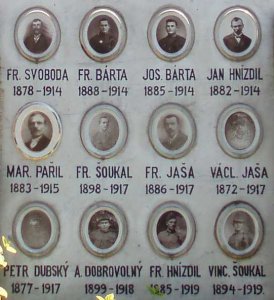 FR. SVOBODA FR. BÁRTA JOS. BÁRTA JAN HNÍZDIL
1878-1914 1888-1914 1885-1914 1882-1914
MAR. PAŘIL FR. ŠOUKAL FR. JAŠA VÁCL. JAŠA
1883-1915 1898-1917 1886-1917 1872-1917
PETR DUBSKÝ A. DOBROVOLNÝ FR. HNÍZDIL VINC. ŠOUKAL
1877-1917 1899-1918 1885-1919 1894-1919.